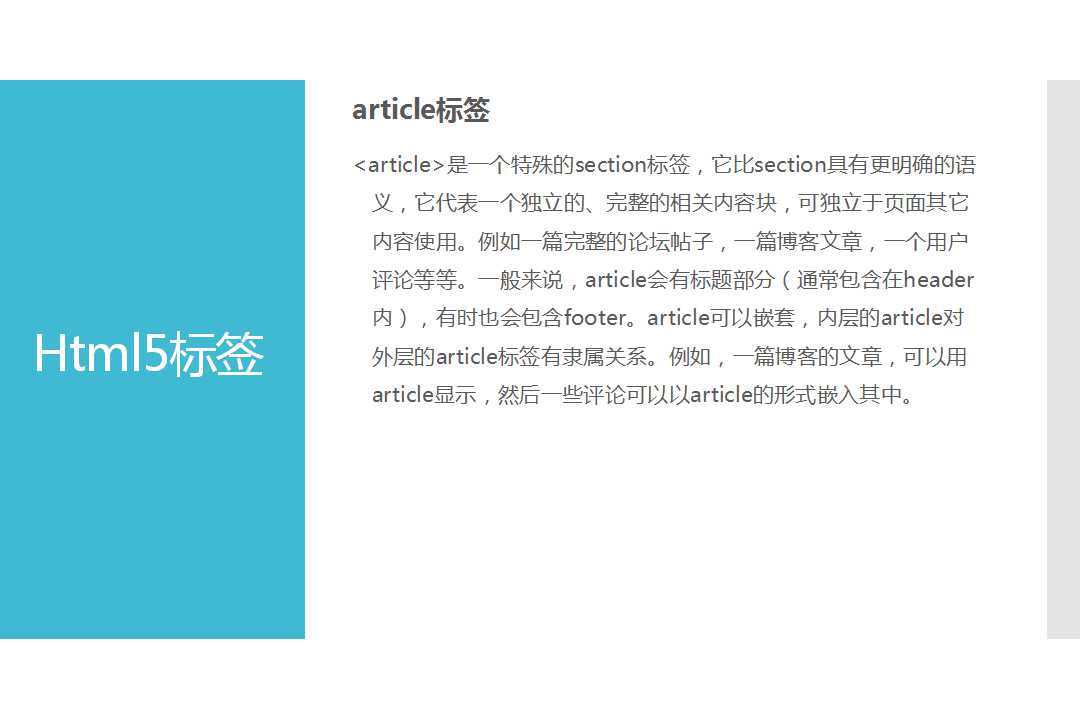 Html5标签
article标签
<article>是一个特殊的section标签，它比section具有更明确的语
义，它代表一个独立的、完整的相关内容块，可独立于页面其它
内容使用。例如一篇完整的论坛帖子，一篇博客文章，一个用户
评论等等。一般来说，article会有标题部分（通常包含在header
内），有时也会包含footer。article可以嵌套，内层的article对
外层的article标签有隶属关系。例如，一篇博客的文章，可以用
article显示，然后一些评论可以以article的形式嵌入其中。